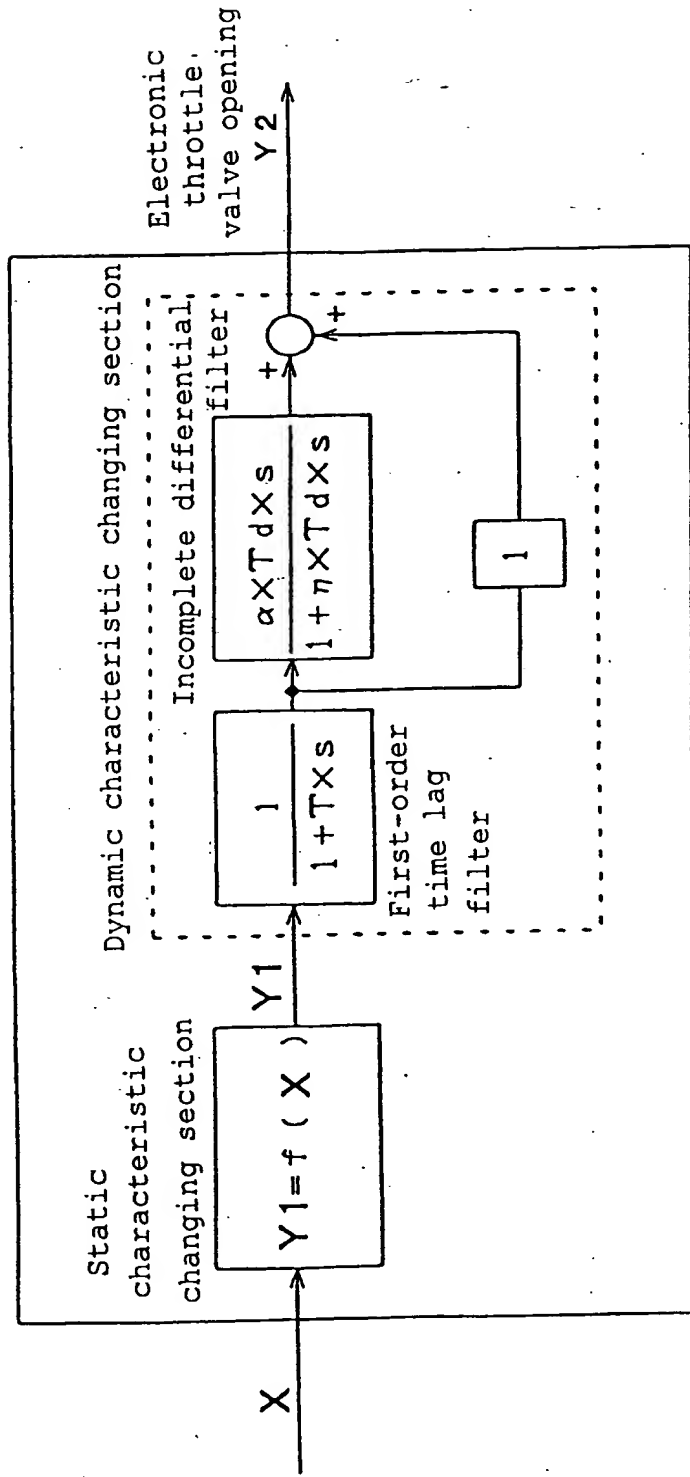 Dynamic characteristic changing section
Static
characteristic
changing section
Incomplete differential
filter
Electronic
throttle
valve opening
X
Y1=f(X)
Y1
1
1+T×s
First-order
time lag
filter
α×Td×s
1+η×Td×s
+
+
1
Y2